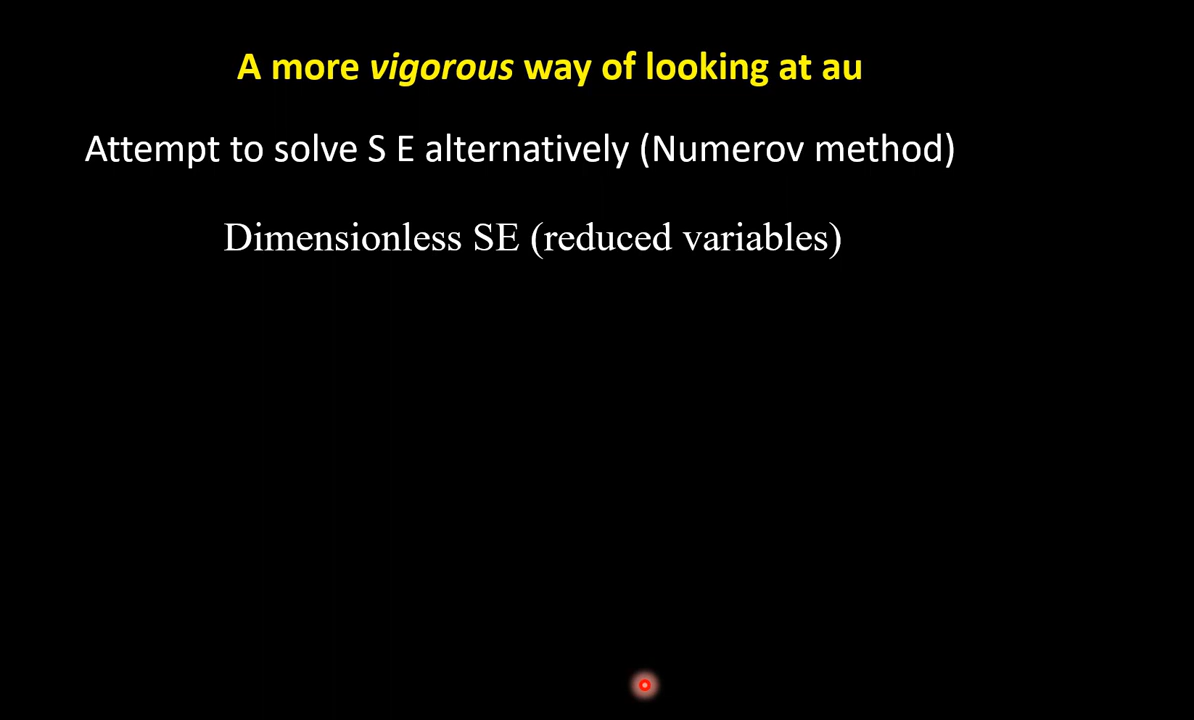 A more vigorous way of looking at au
Attempt to solve S E alternatively (Numerov method)
Dimensionless SE (reduced variables)